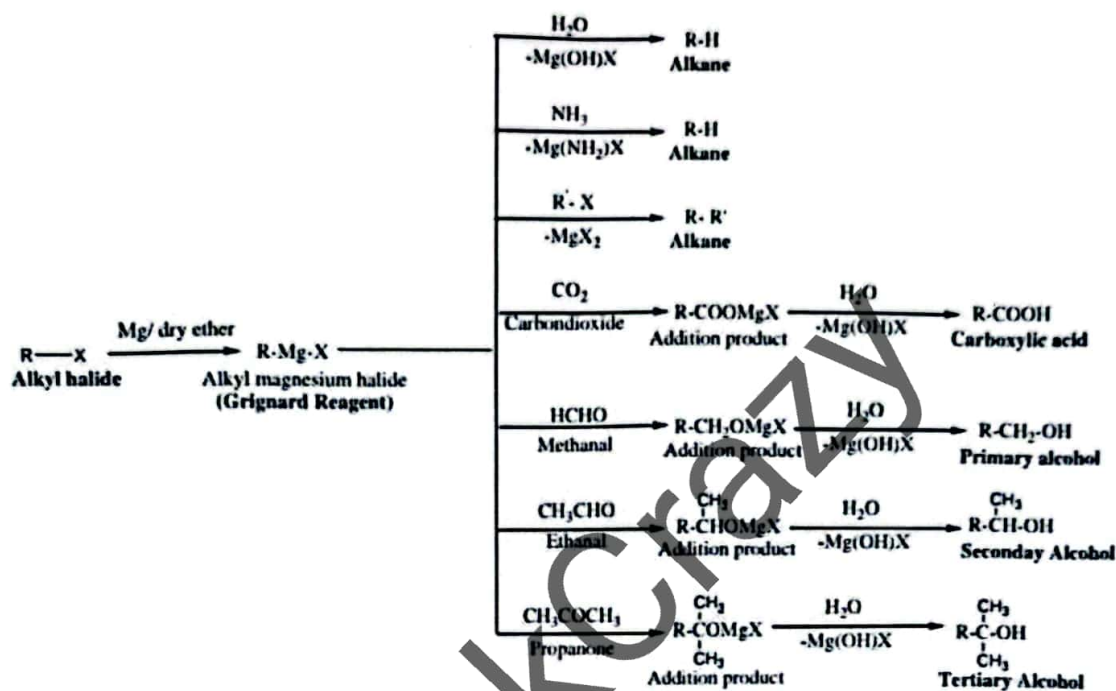 H₂O
-Mg(OH)X
R-H
Alkane
NH₃
-Mg(NH₂)X
R-H
Alkane
R'- X
-MgX₂
R- R'
Alkane
CO₂
Carbondioxide
R-COOMgX
Addition product
H₂O
-Mg(OH)X
R-COOH
Carboxylic acid
R—X
Alkyl halide
Mg/ dry ether
R-Mg-X
Alkyl magnesium halide
(Grignard Reagent)
HCHO
Methanal
R-CH₂OMgX
Addition product
H₂O
-Mg(OH)X
R-CH₂-OH
Primary alcohol
CH₃CHO
Ethanal
CH₃
R-CHOMgX
Addition product
H₂O
-Mg(OH)X
CH₃
R-CH-OH
Seconday Alcohol
CH₃COCH₃
Propanone
CH₃
R-COMgX
CH₃
Addition product
H₂O
-Mg(OH)X
CH₃
R-C-OH
CH₃
Tertiary Alcohol
kCrazy